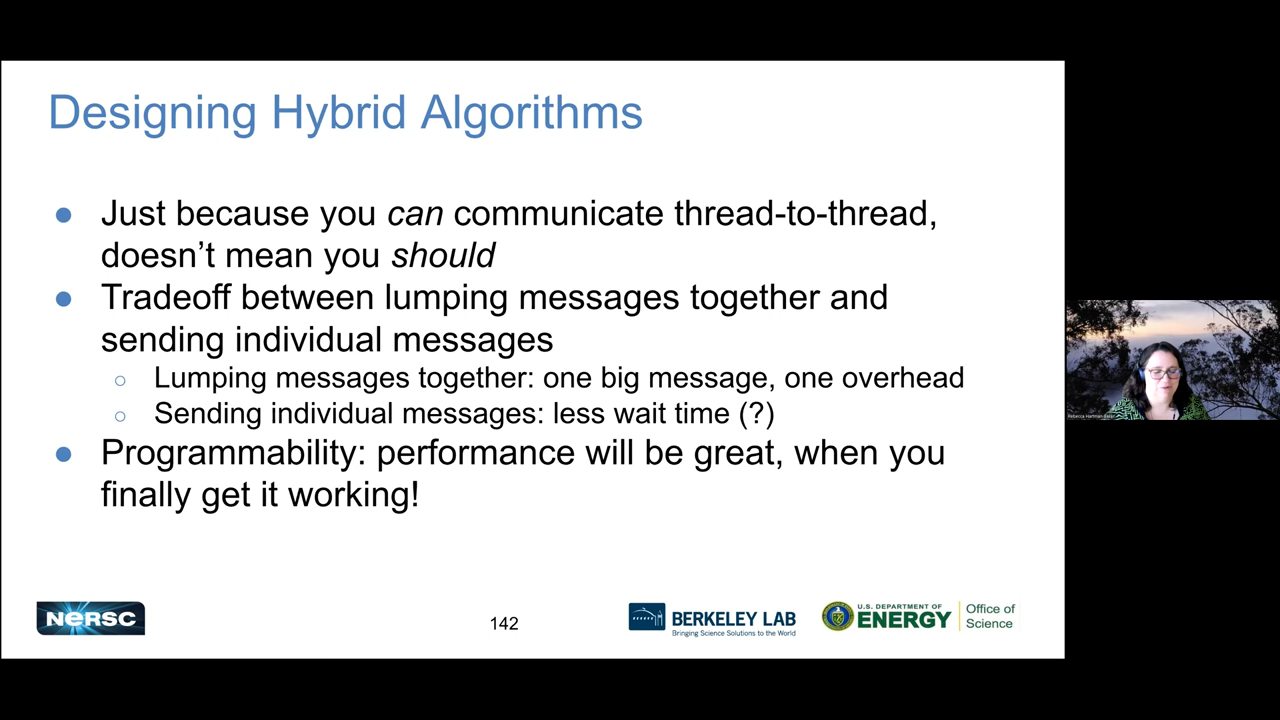 Designing Hybrid Algorithms
● Just because you can communicate thread-to-thread,
doesn’t mean you should
● Tradeoff between lumping messages together and
sending individual messages
○ Lumping messages together: one big message, one overhead
○ Sending individual messages: less wait time (?)
● Programmability: performance will be great, when you
finally get it working!
NERSC
142
BERKELEY LAB
Bringing Science Solutions to the World
U.S. DEPARTMENT OF
ENERGY
Office of
Science